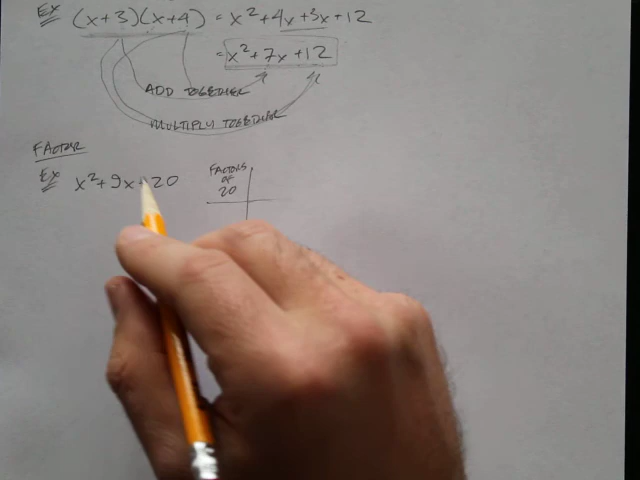 EX (x+3)(x+4) = x²+4x+3x+12
= x²+7x+12
ADD TOGETHER
MULTIPLY TOGETHER
FACTOR
EX x²+9x+20
FACTORS
OF
20